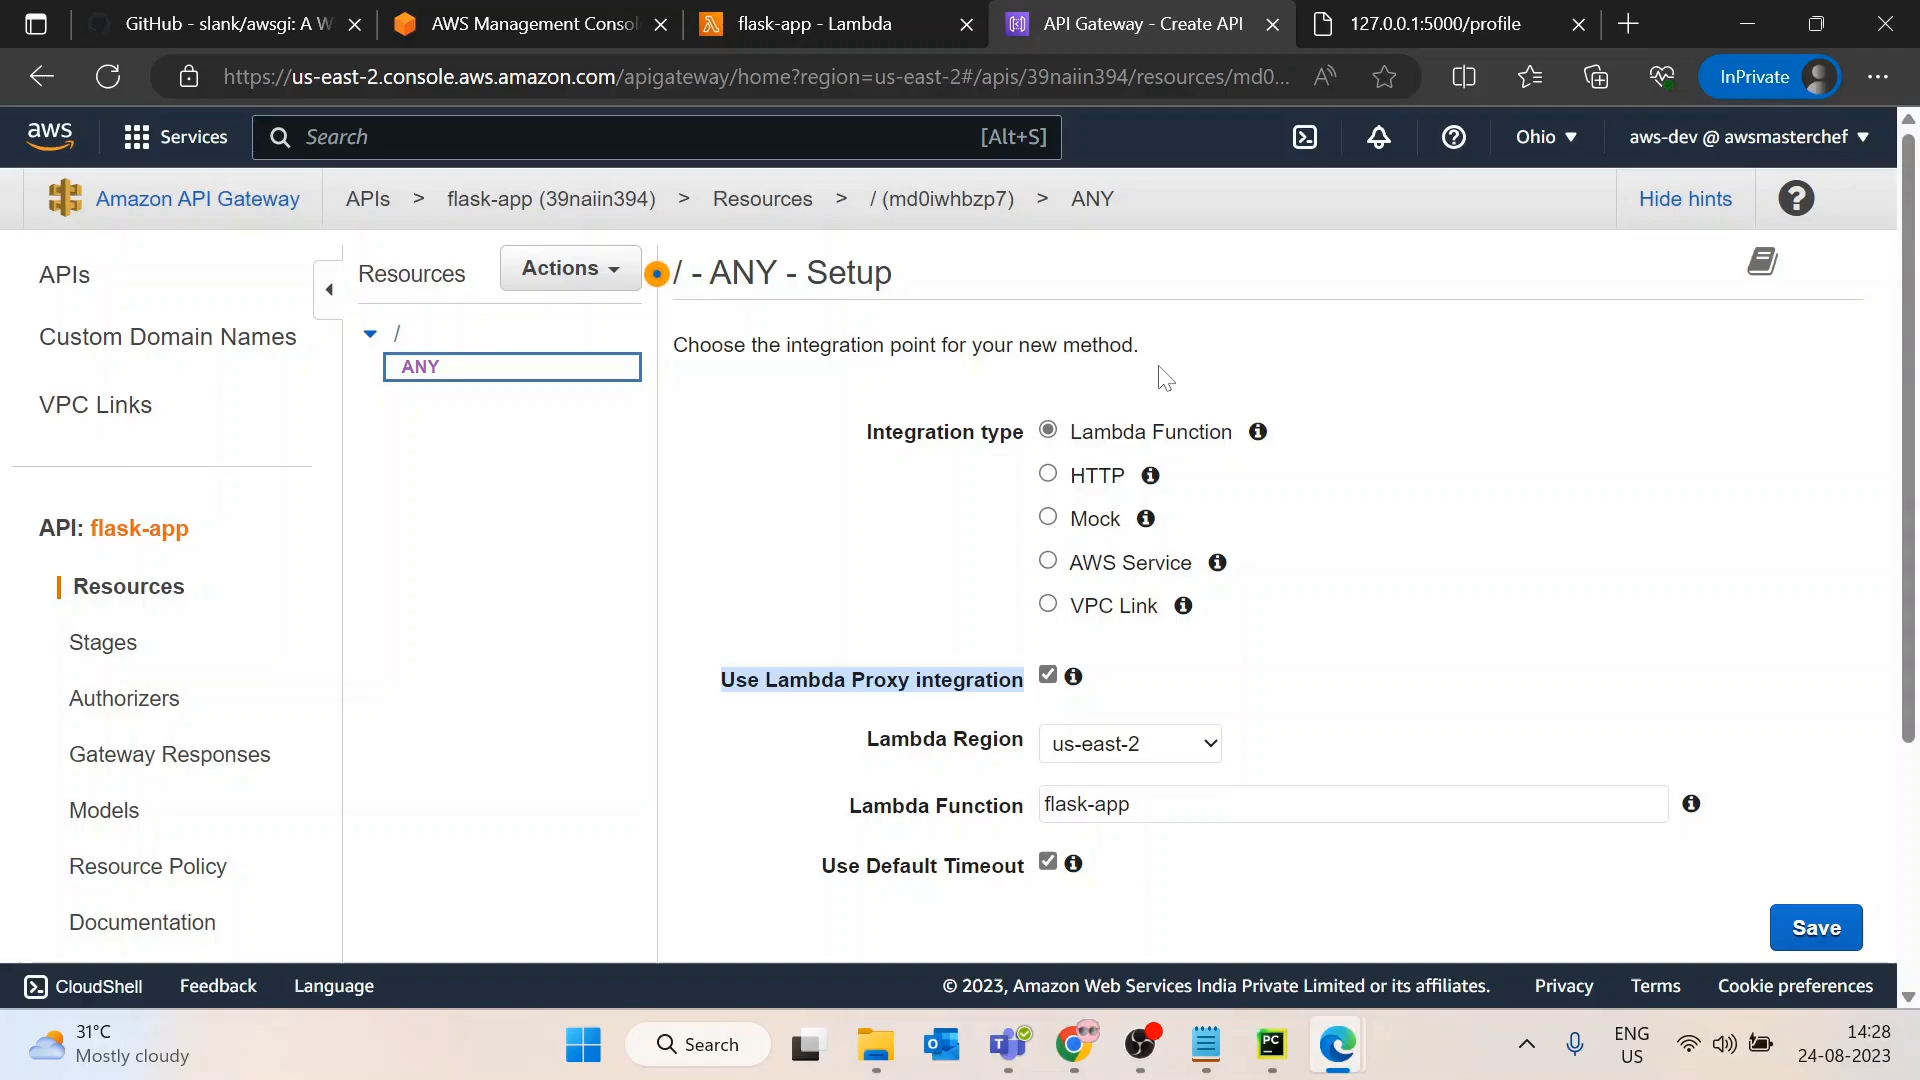 GitHub - slank/awsgi: A W
AWS Management Consol
flask-app - Lambda
API Gateway - Create API
127.0.0.1:5000/profile
https://us-east-2.console.aws.amazon.com/apigateway/home?region=us-east-2#/apis/39naiin394/resources/md0...
InPrivate
aws
Services
Search
[Alt+S]
Ohio
aws-dev @ awsmasterchef
Amazon API Gateway
APIs > flask-app (39naiin394) > Resources > / (md0iwhbzp7) > ANY
Hide hints
APIs
Custom Domain Names
VPC Links
API: flask-app
Resources
Stages
Authorizers
Gateway Responses
Models
Resource Policy
Documentation
Resources
Actions
/
ANY
/ - ANY - Setup
Choose the integration point for your new method.
Integration type
Lambda Function
HTTP
Mock
AWS Service
VPC Link
Use Lambda Proxy integration
Lambda Region us-east-2
Lambda Function flask-app
Use Default Timeout
Save
CloudShell
Feedback
Language
© 2023, Amazon Web Services India Private Limited or its affiliates.
Privacy
Terms
Cookie preferences
31°C
Mostly cloudy
Search
PC
ENG
US
14:28
24-08-2023